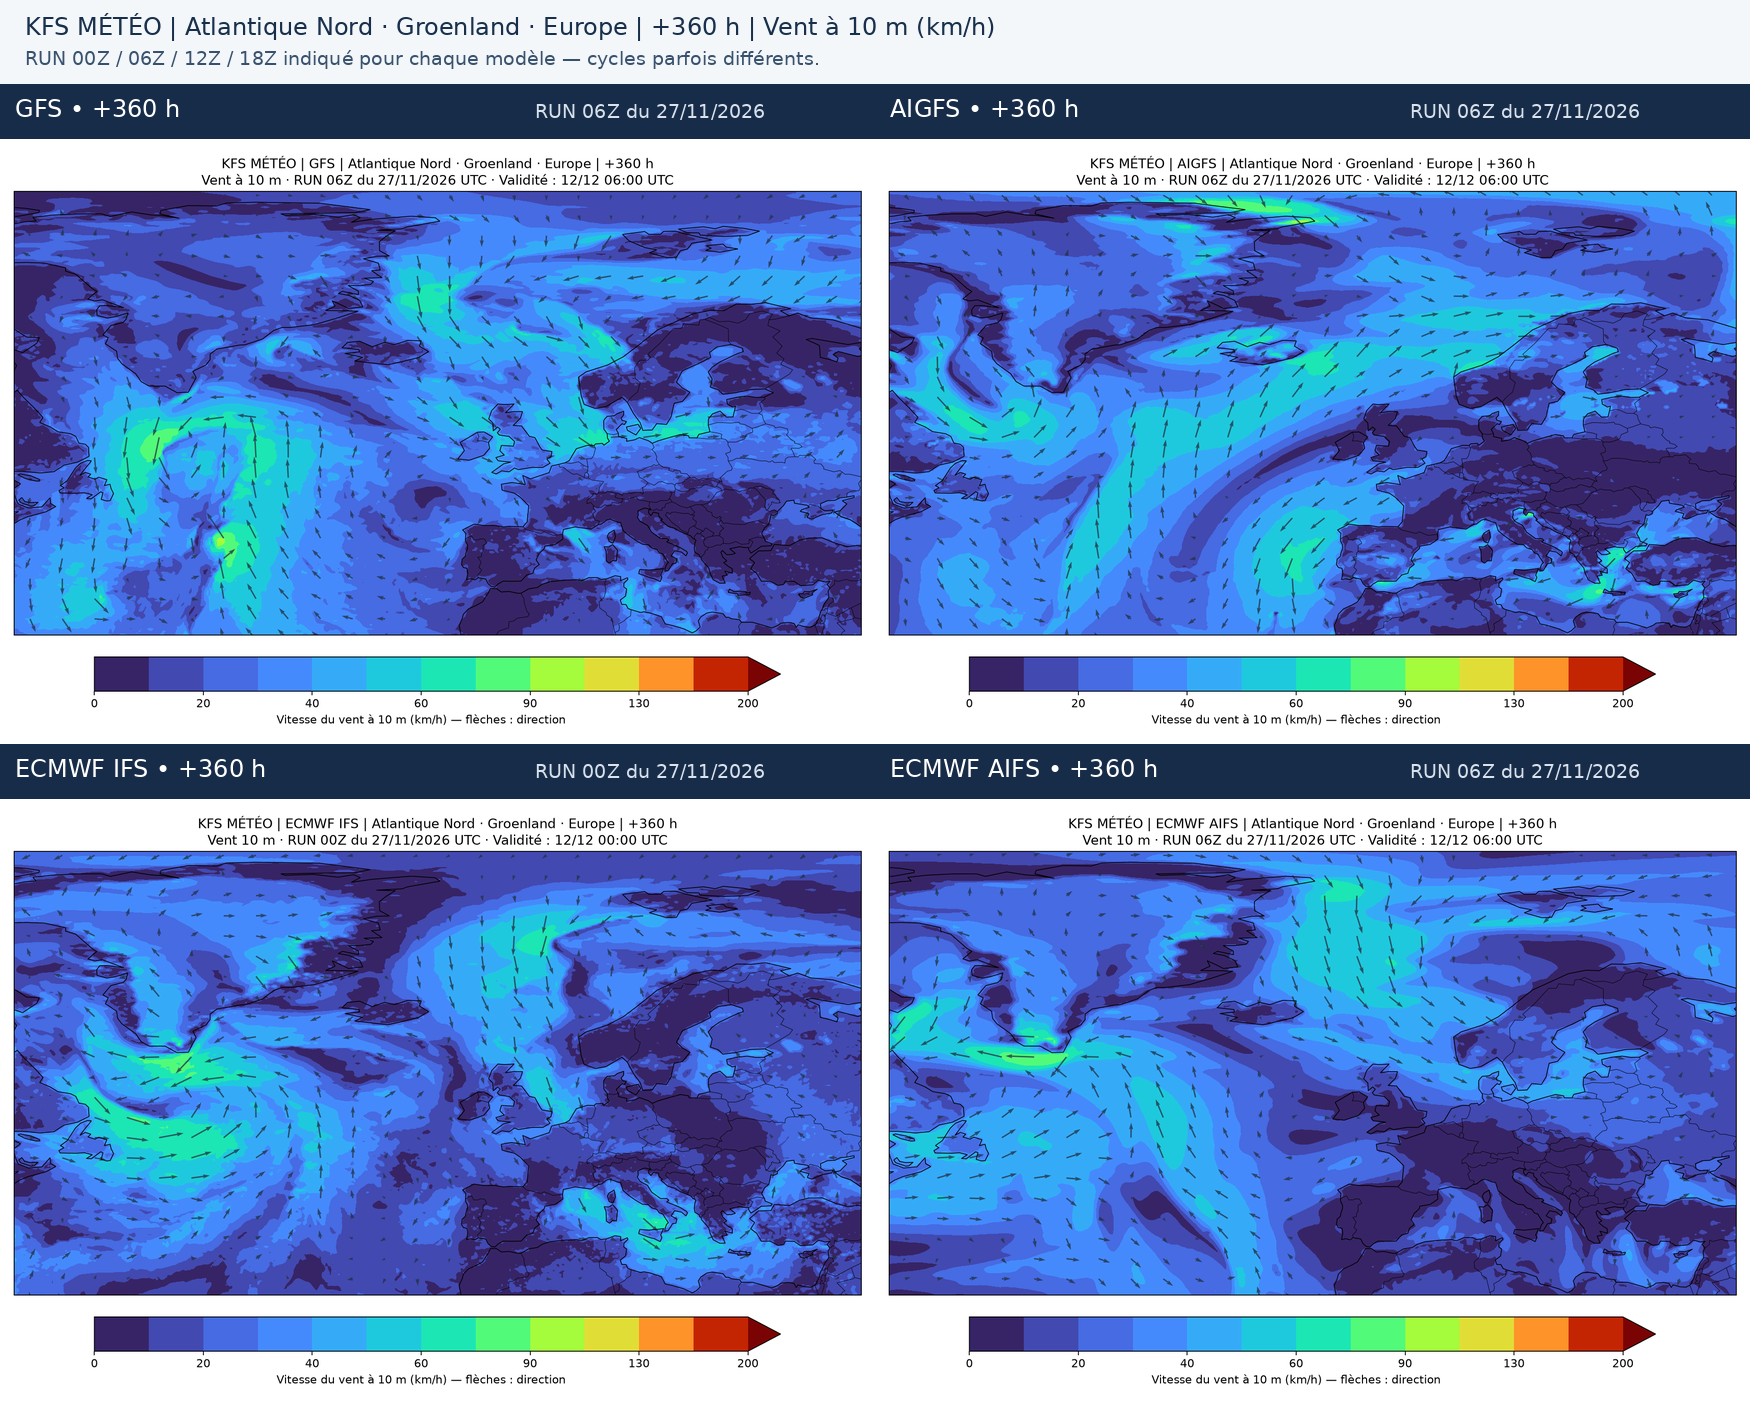 KFS MÉTÉO | Atlantique Nord · Groenland · Europe | +360 h | Vent à 10 m (km/h)
RUN 00Z / 06Z / 12Z / 18Z indiqué pour chaque modèle — cycles parfois différents.
GFS • +360 h
RUN 06Z du 27/11/2026
AIGFS • +360 h
RUN 06Z du 27/11/2026
KFS MÉTÉO | GFS | Atlantique Nord · Groenland · Europe | +360 h
Vent à 10 m · RUN 06Z du 27/11/2026 UTC · Validité : 12/12 06:00 UTC
KFS MÉTÉO | AIGFS | Atlantique Nord · Groenland · Europe | +360 h
Vent à 10 m · RUN 06Z du 27/11/2026 UTC · Validité : 12/12 06:00 UTC
0 20 40 60 90 130 200
Vitesse du vent à 10 m (km/h) — flèches : direction
0 20 40 60 90 130 200
Vitesse du vent à 10 m (km/h) — flèches : direction
ECMWF IFS • +360 h
RUN 00Z du 27/11/2026
ECMWF AIFS • +360 h
RUN 06Z du 27/11/2026
KFS MÉTÉO | ECMWF IFS | Atlantique Nord · Groenland · Europe | +360 h
Vent 10 m · RUN 00Z du 27/11/2026 UTC · Validité : 12/12 00:00 UTC
KFS MÉTÉO | ECMWF AIFS | Atlantique Nord · Groenland · Europe | +360 h
Vent 10 m · RUN 06Z du 27/11/2026 UTC · Validité : 12/12 06:00 UTC
0 20 40 60 90 130 200
Vitesse du vent à 10 m (km/h) — flèches : direction
0 20 40 60 90 130 200
Vitesse du vent à 10 m (km/h) — flèches : direction